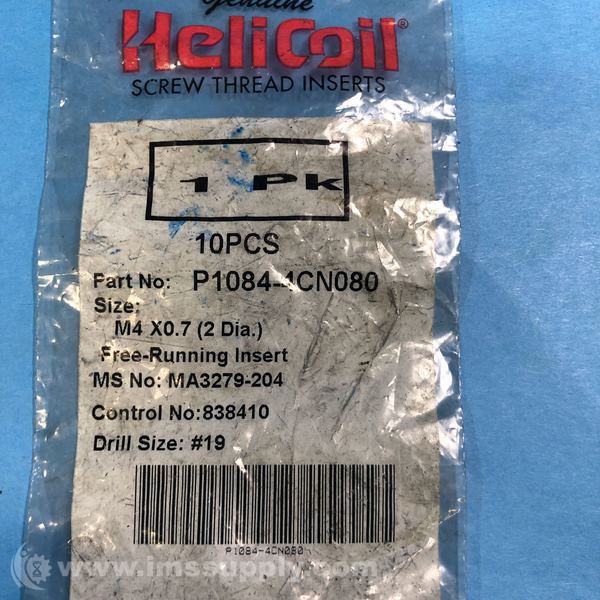 Genuine
HeliCoil®
SCREW THREAD INSERTS
1 Pk
10PCS
Part No: P1084-4CN080
Size:
M4 X0.7 (2 Dia.)
Free-Running Insert
MS No: MA3279-204
Control No:838410
Drill Size: #19
P1084-4CN080
www.imssupply.com